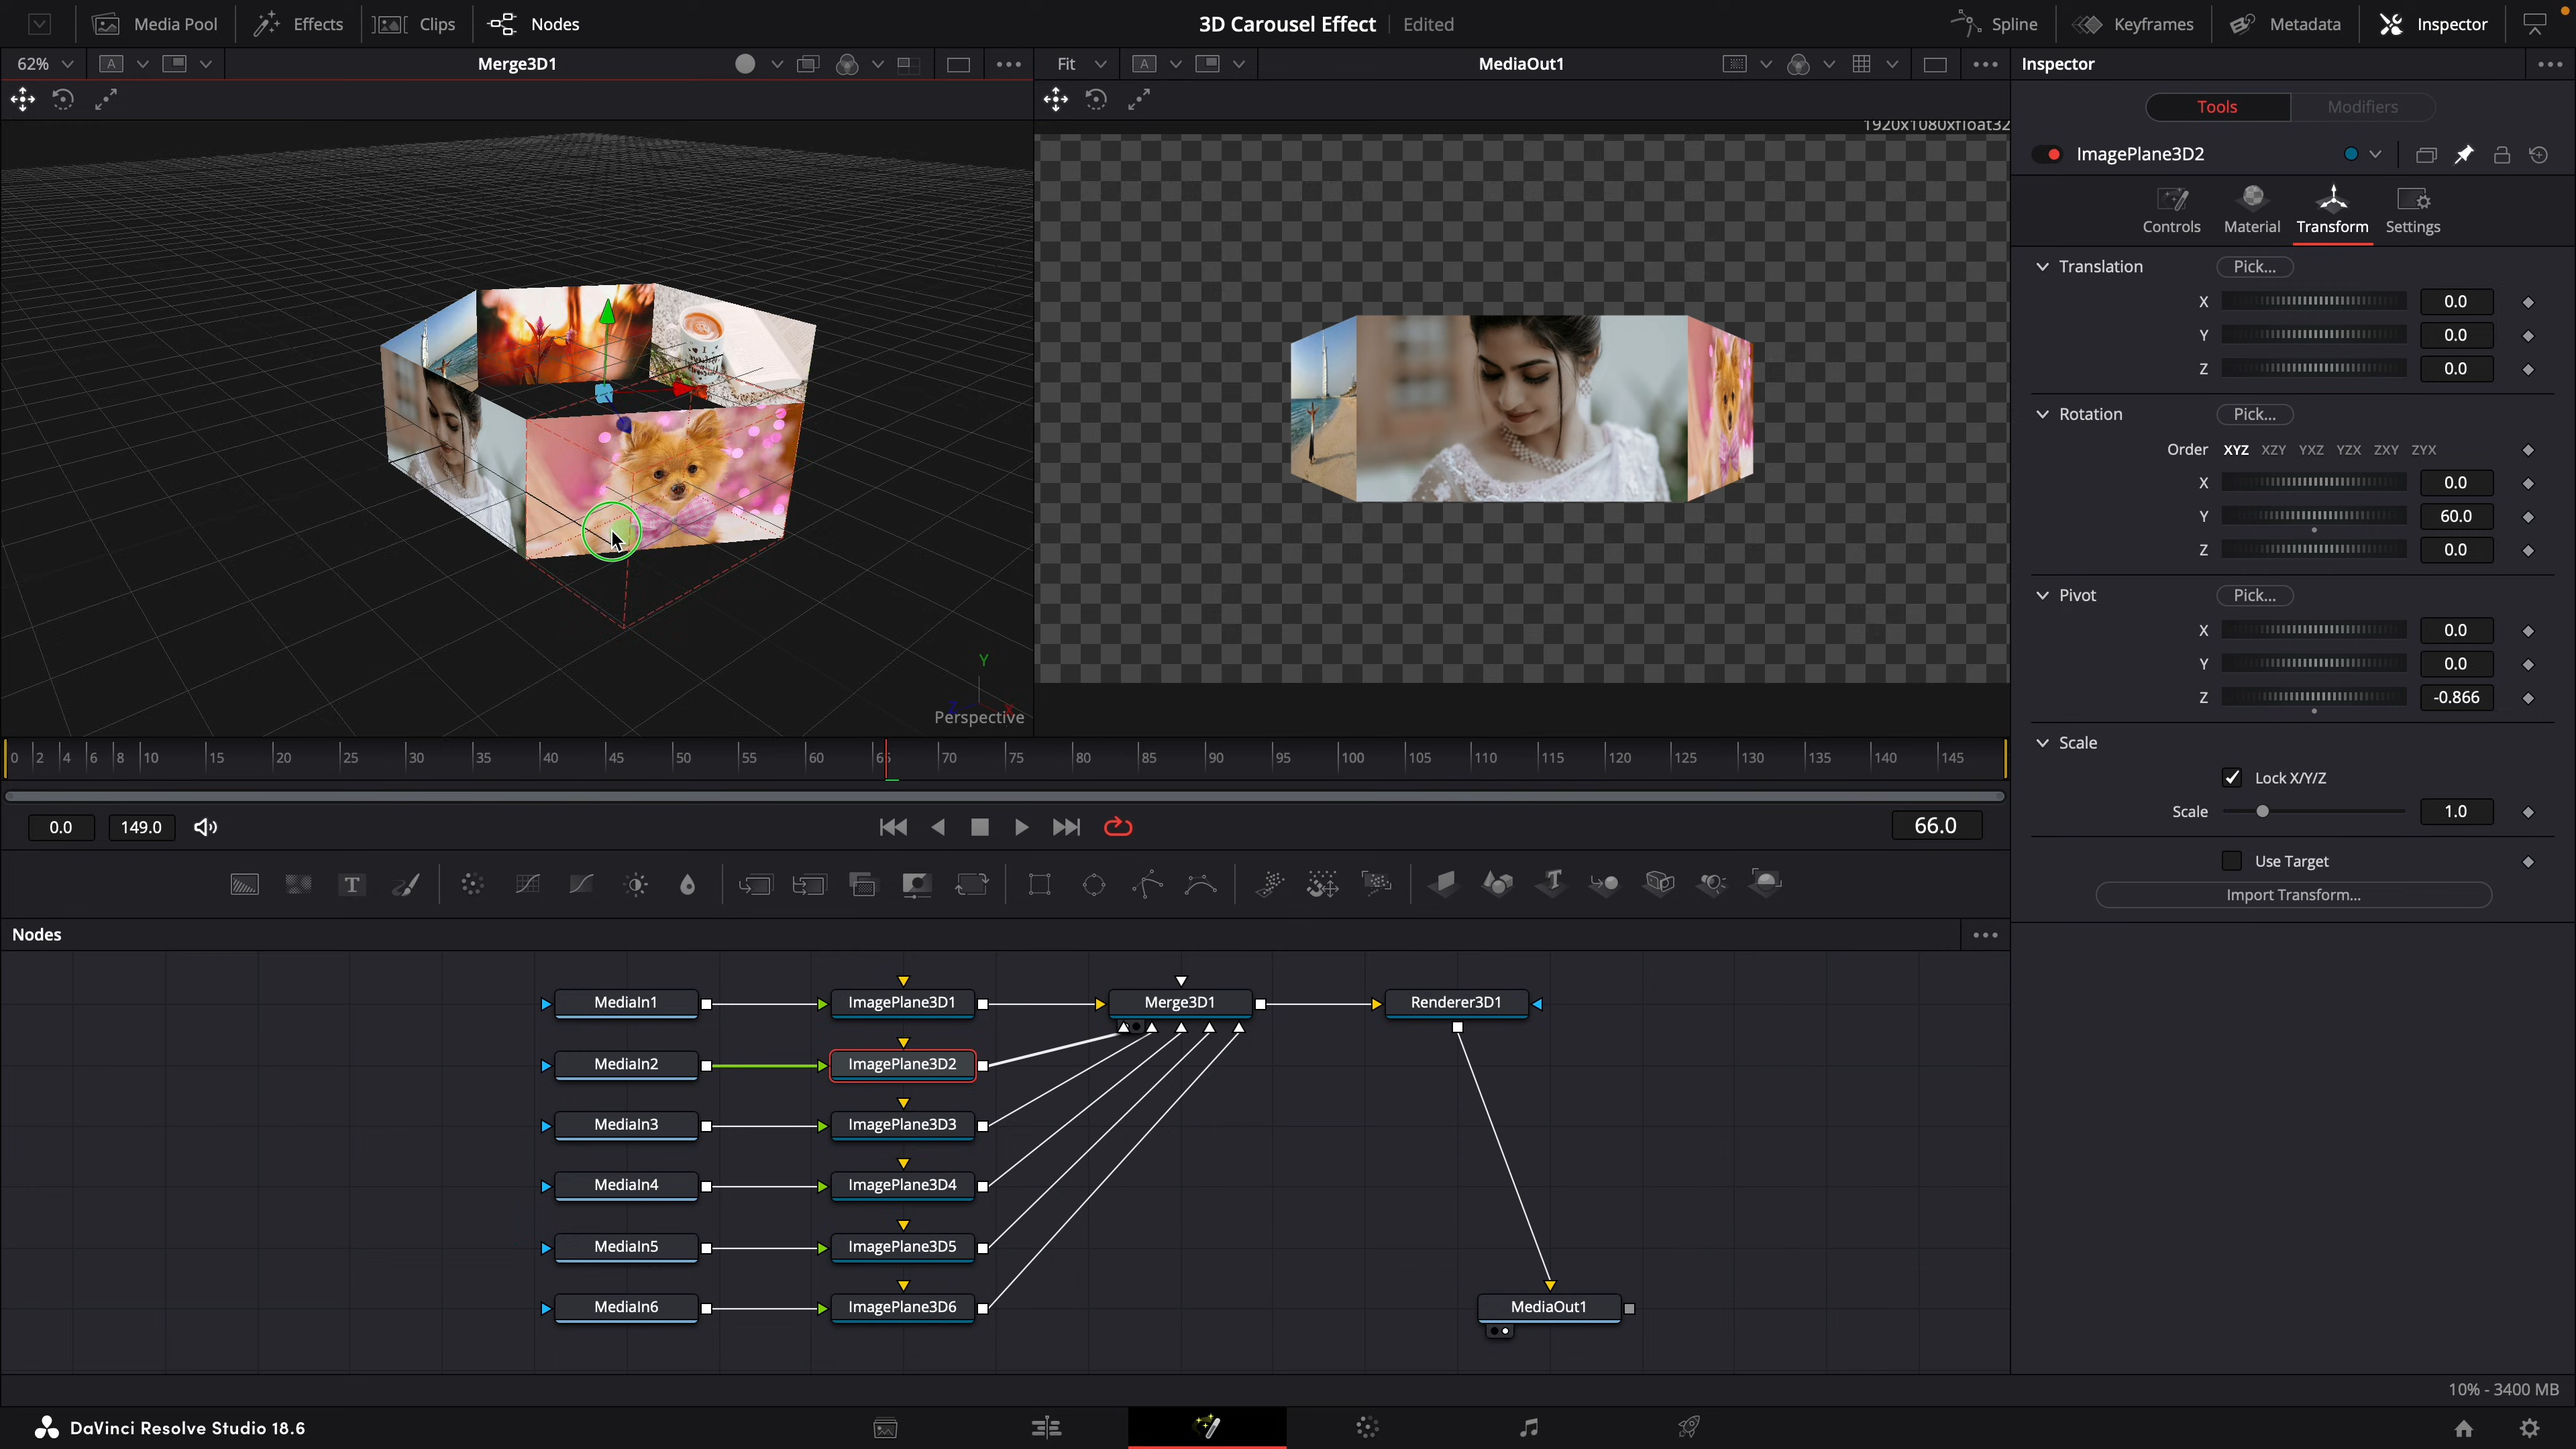 Media Pool
Effects
Clips
Nodes
3D Carousel Effect
Edited
Spline
Keyframes
Metadata
Inspector
62%
A
Merge3D1
Fit
A
MediaOut1
Inspector
1920x1080xfloat32
Tools
Modifiers
ImagePlane3D2
Controls
Material
Transform
Settings
Translation
Pick...
X
0.0
Y
0.0
Z
0.0
Rotation
Pick...
Order XYZ XZY YXZ YZX ZXY ZYX
X
0.0
Y
60.0
Z
0.0
Pivot
Pick...
X
0.0
Y
0.0
Z
-0.866
Scale
Lock X/Y/Z
Scale
1.0
Use Target
Import Transform...
Y
Perspective
0 2 4 6 8 10 15 20 25 30 35 40 45 50 55 60 65 70 75 80 85 90 95 100 105 110 115 120 125 130 135 140 145
0.0
149.0
66.0
T
T
Nodes
MediaIn1
ImagePlane3D1
Merge3D1
Renderer3D1
MediaIn2
ImagePlane3D2
MediaIn3
ImagePlane3D3
MediaIn4
ImagePlane3D4
MediaIn5
ImagePlane3D5
MediaIn6
ImagePlane3D6
MediaOut1
10% - 3400 MB
DaVinci Resolve Studio 18.6